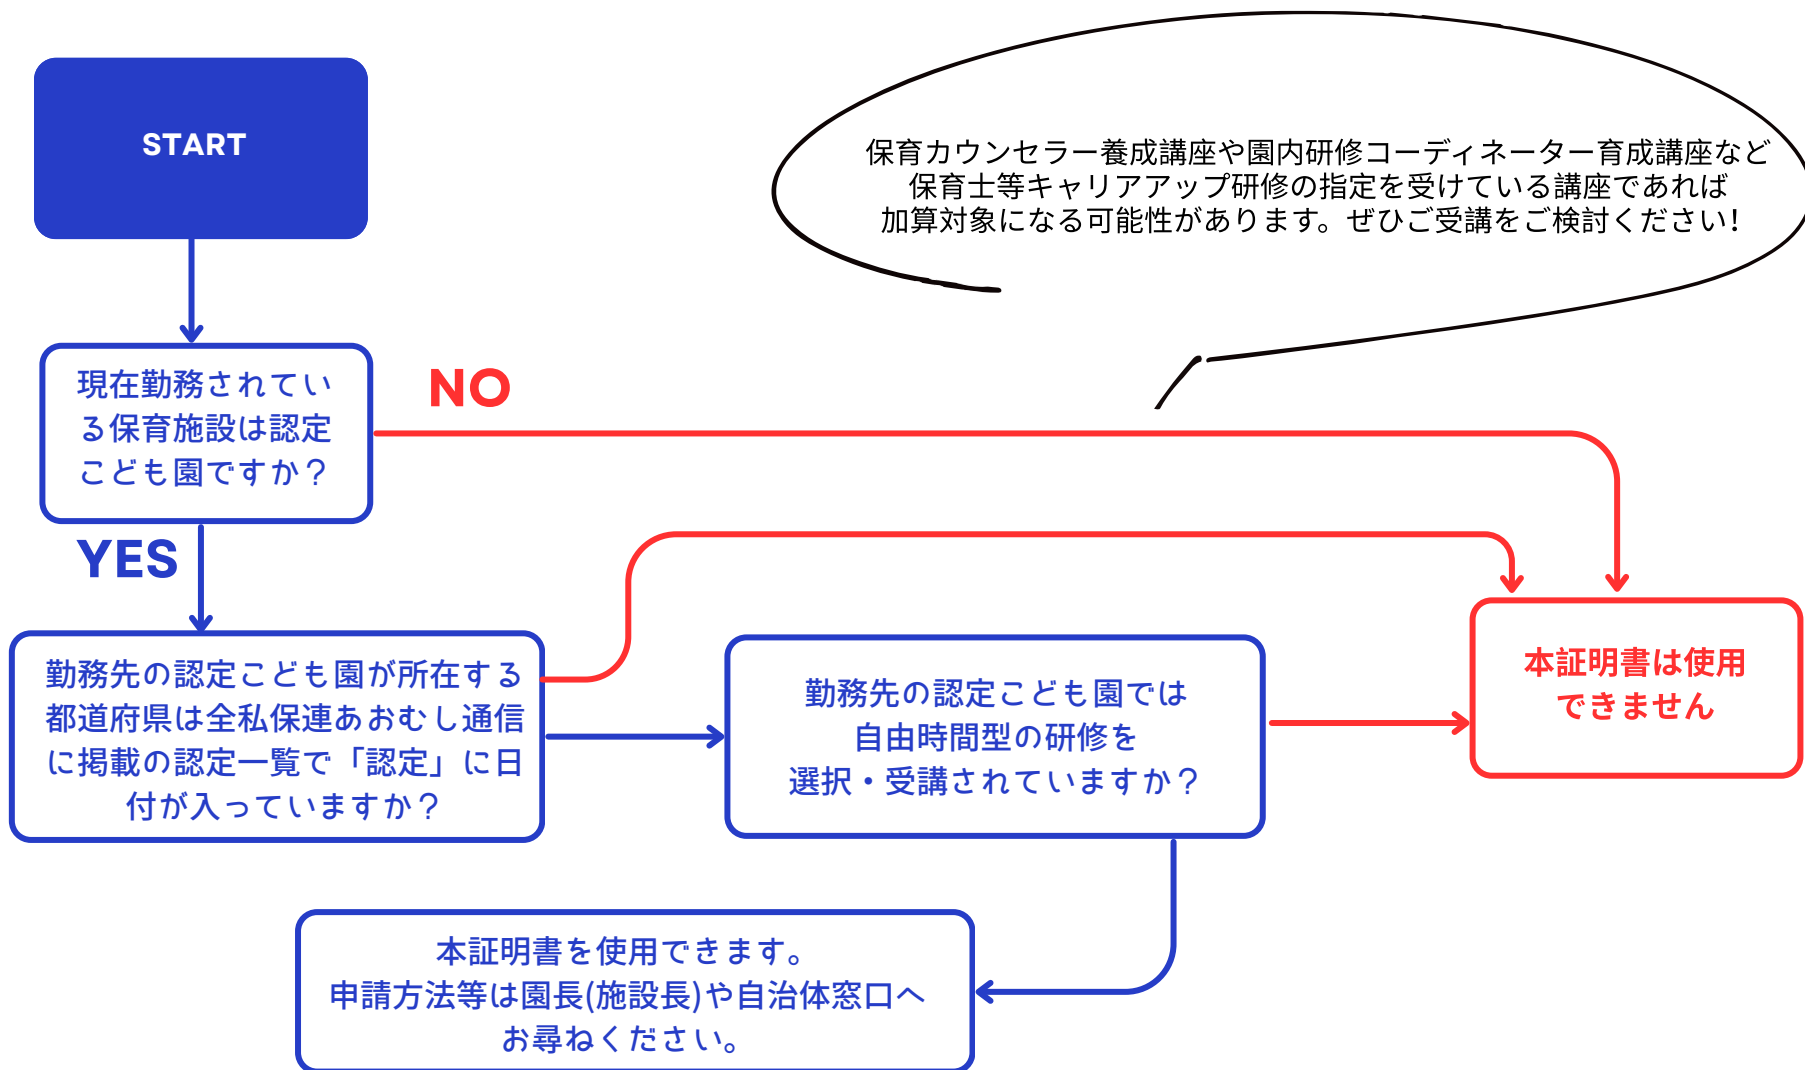 START
保育カウンセラー養成講座や園内研修コーディネーター育成講座など
保育士等キャリアアップ研修の指定を受けている講座であれば
加算対象になる可能性があります。ぜひご受講をご検討ください!
現在勤務されてい
る保育施設は認定
こども園ですか？
NO
YES
勤務先の認定こども園が所在する
都道府県は全私保連あおむし通信
に掲載の認定一覧で「認定」に日
付が入っていますか？
勤務先の認定こども園では
自由時間型の研修を
選択・受講されていますか？
本証明書は使用
できません
本証明書を使用できます。
申請方法等は園長(施設長)や自治体窓口へ
お尋ねください。